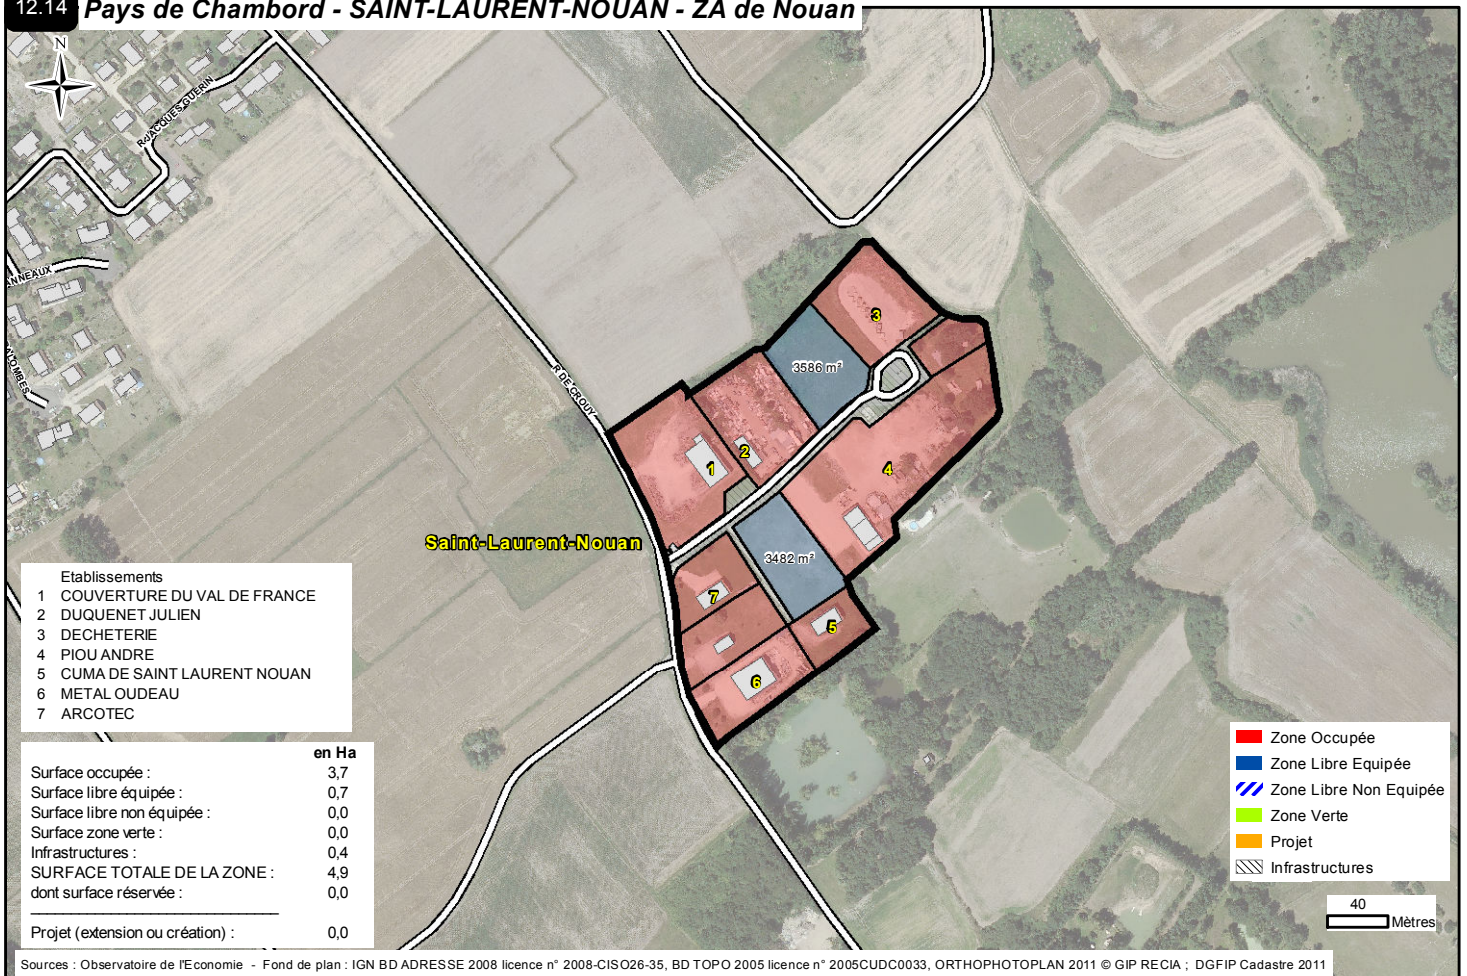 12.14 Pays de Chambord - SAINT-LAURENT-NOUAN - ZA de Nouan
N
R JACQUES GUERIN
ANNEAUX
R DE CROUY
3586 m²
3
2
1
4
Saint-Laurent-Nouan
3482 m²
7
5
6
Etablissements
1 COUVERTURE DU VAL DE FRANCE
2 DUQUENET JULIEN
3 DECHETERIE
4 PIOU ANDRE
5 CUMA DE SAINT LAURENT NOUAN
6 METAL OUDEAU
7 ARCOTEC
en Ha
Surface occupée : 3,7
Surface libre équipée : 0,7
Surface libre non équipée : 0,0
Surface zone verte : 0,0
Infrastructures : 0,4
SURFACE TOTALE DE LA ZONE : 4,9
dont surface réservée : 0,0
Projet (extension ou création) : 0,0
Zone Occupée
Zone Libre Equipée
Zone Libre Non Equipée
Zone Verte
Projet
Infrastructures
40
Mètres
Sources : Observatoire de l'Economie - Fond de plan : IGN BD ADRESSE 2008 licence n° 2008-CISO26-35, BD TOPO 2005 licence n° 2005CUDC0033, ORTHOPHOTOPLAN 2011 © GIP RECIA ; DGFIP Cadastre 2011